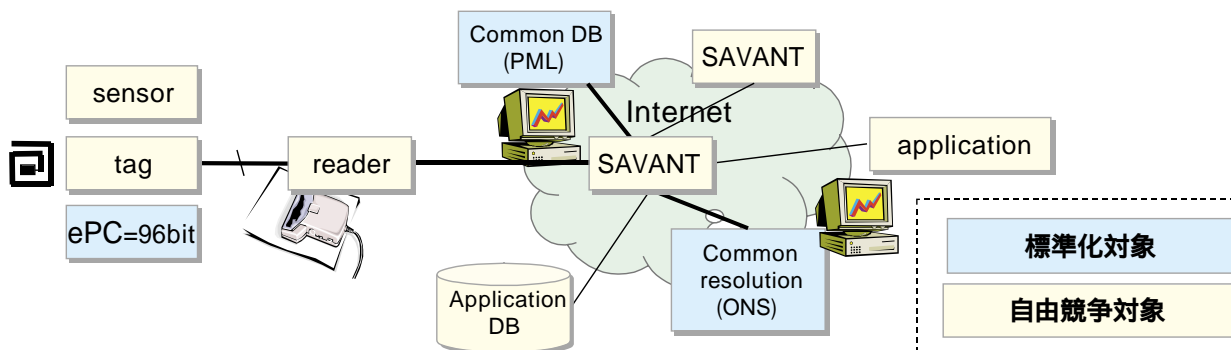 sensor
tag
ePC=96bit
reader
Common DB
(PML)
Internet
SAVANT
SAVANT
application
Application
DB
Common
resolution
(ONS)
標準化対象
自由競争対象